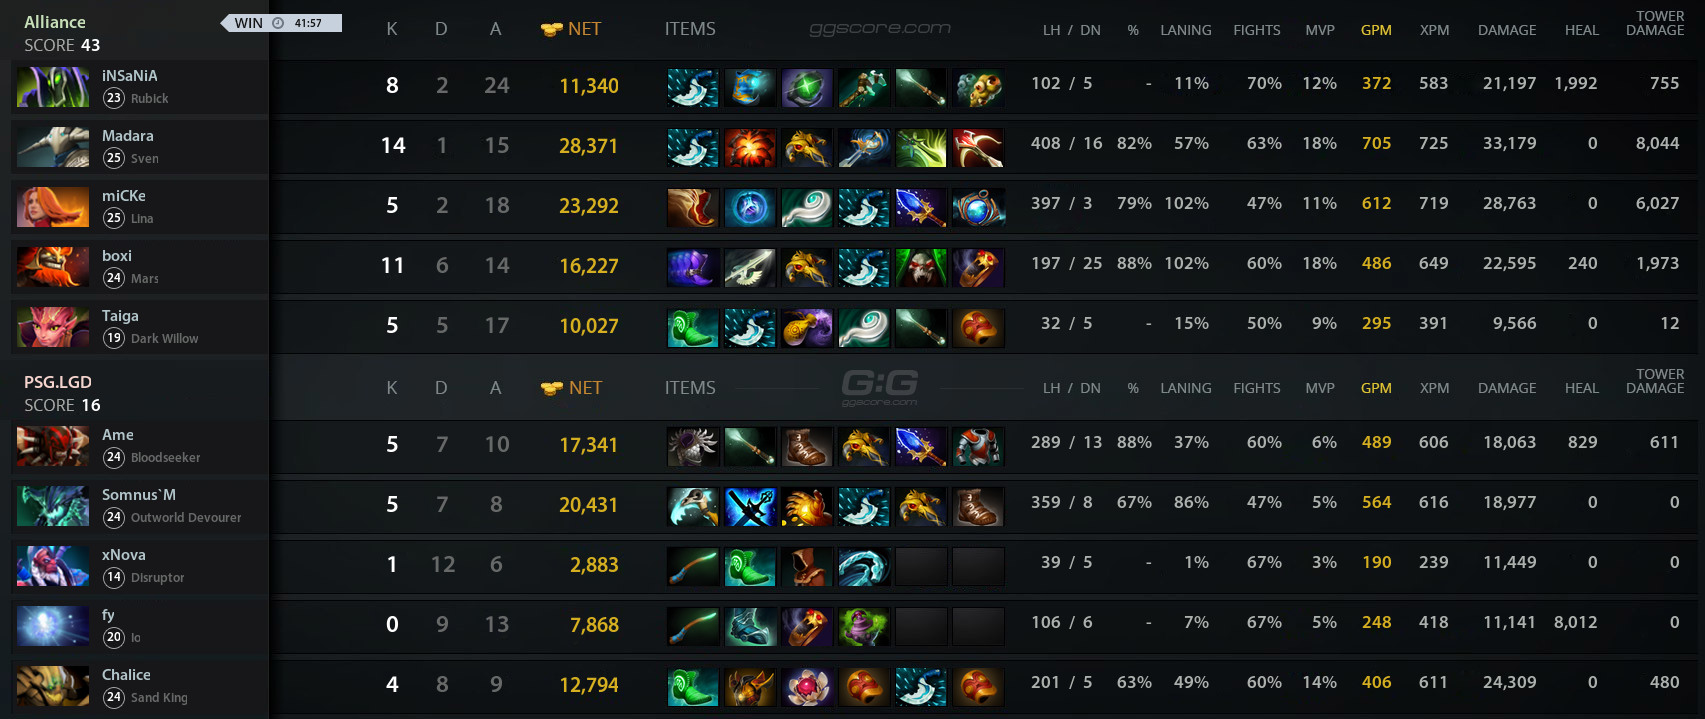 Alliance WIN 41:57
SCORE 43 K D A NET ITEMS ggscore.com LH / DN % LANING FIGHTS MVP GPM XPM DAMAGE HEAL TOWER DAMAGE
iNSaNiA 8 2 24 11,340 102 / 5 - 11% 70% 12% 372 583 21,197 1,992 755
23 Rubick
Madara 14 1 15 28,371 408 / 16 82% 57% 63% 18% 705 725 33,179 0 8,044
25 Sven
miCKe 5 2 18 23,292 397 / 3 79% 102% 47% 11% 612 719 28,763 0 6,027
25 Lina
boxi 11 6 14 16,227 197 / 25 88% 102% 60% 18% 486 649 22,595 240 1,973
24 Mars
Taiga 5 5 17 10,027 32 / 5 - 15% 50% 9% 295 391 9,566 0 12
19 Dark Willow
PSG.LGD K D A NET ITEMS G:G LH / DN % LANING FIGHTS MVP GPM XPM DAMAGE HEAL TOWER DAMAGE
SCORE 16 ggscore.com
Ame 5 7 10 17,341 289 / 13 88% 37% 60% 6% 489 606 18,063 829 611
24 Bloodseeker
Somnus`M 5 7 8 20,431 359 / 8 67% 86% 47% 5% 564 616 18,977 0 0
24 Outworld Devourer
xNova 1 12 6 2,883 39 / 5 - 1% 67% 3% 190 239 11,449 0 0
14 Disruptor
fy 0 9 13 7,868 106 / 6 - 7% 67% 5% 248 418 11,141 8,012 0
20 Io
Chalice 4 8 9 12,794 201 / 5 63% 49% 60% 14% 406 611 24,309 0 480
24 Sand King